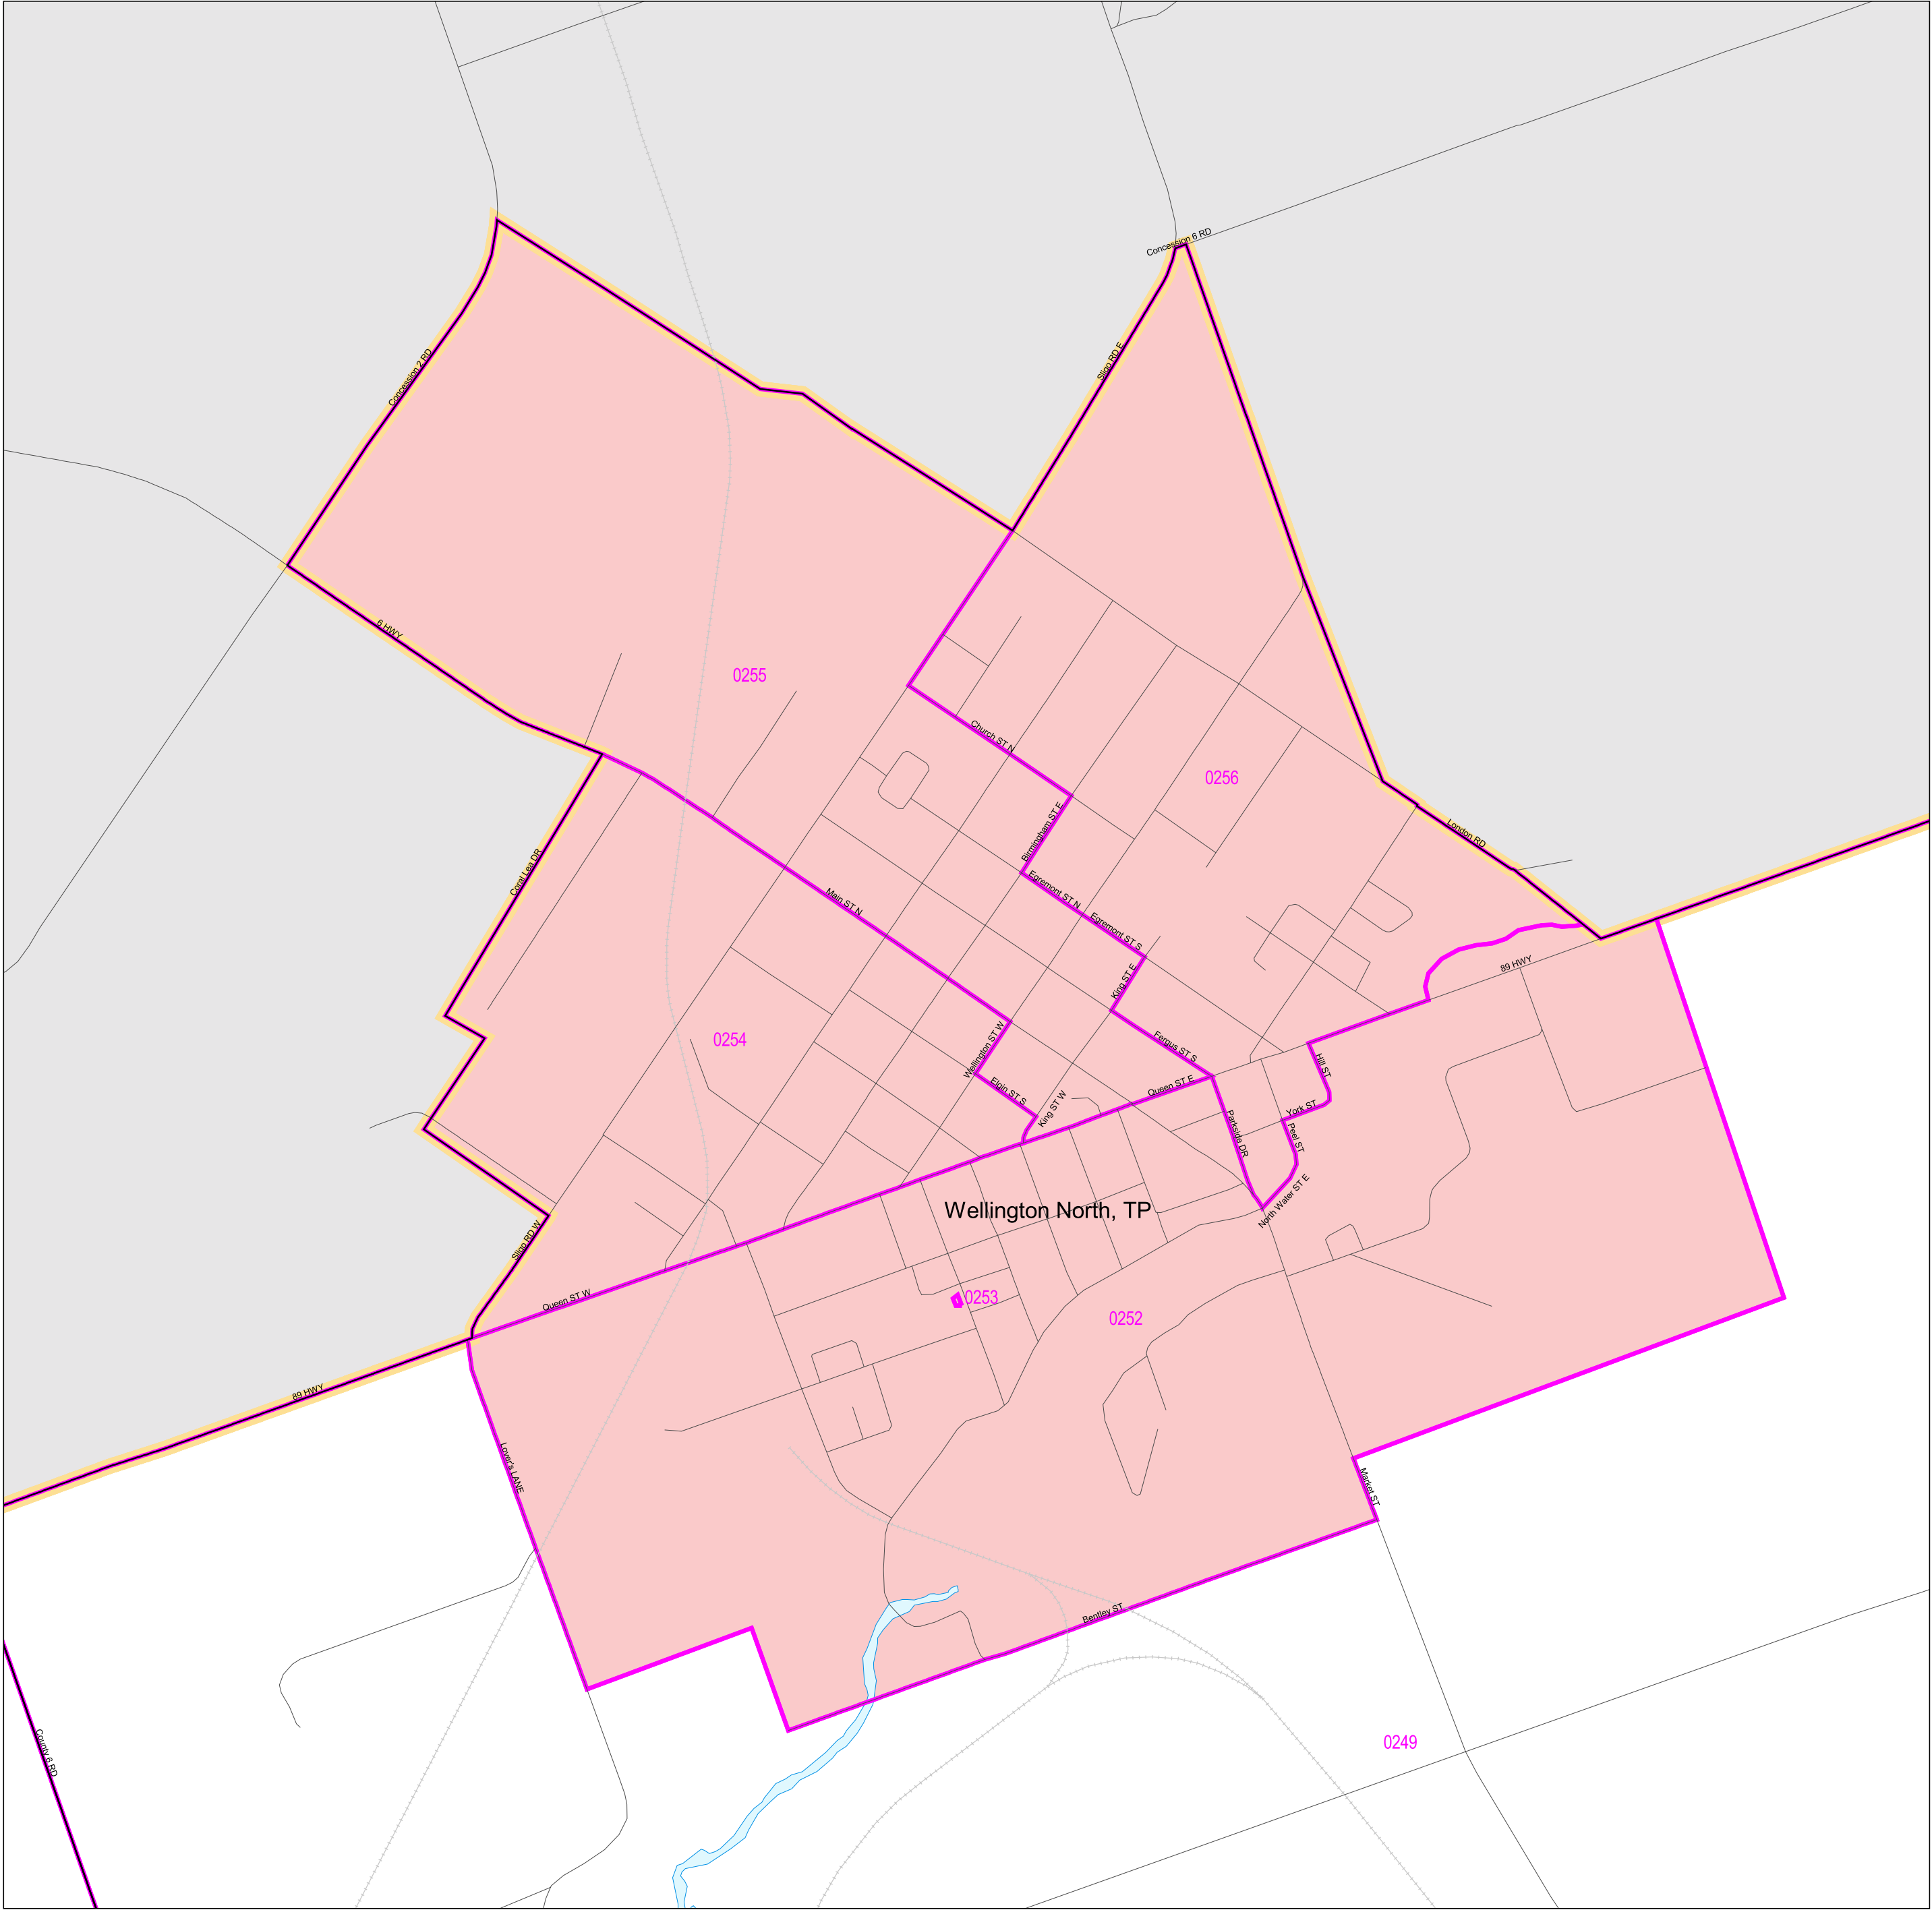 Concession 6 RD
Sligo RD E
Concession 2 RD
6 HWY
0255
Church ST N
0256
Birmingham ST E
London RD
Coral Lea DR
Egremont ST N
Main ST N
Egremont ST S
89 HWY
King ST E
0254
Wellington ST W
Fergus ST S
Hill ST
Elgin ST S
Queen ST E
King ST W
York ST
Parkside DR
Peel ST
Wellington North, TP
North Water ST E
Sligo RD W
Queen ST W
0253
0252
89 HWY
Lover's LANE
Market ST
Bentley ST
0249
County 6 RD